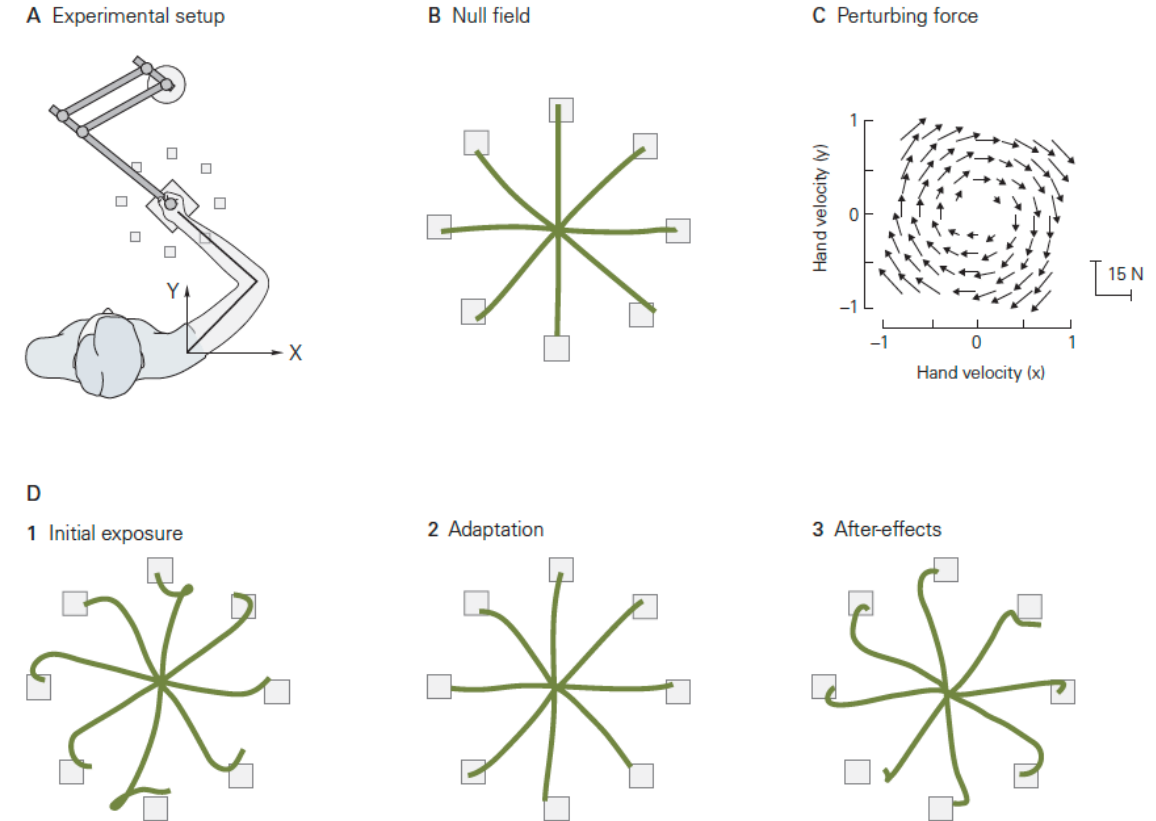 A Experimental setup
B Null field
C Perturbing force
Y
X
Hand velocity (y)
1
0
−1
−1
0
1
Hand velocity (x)
15 N
D
1 Initial exposure
2 Adaptation
3 After-effects